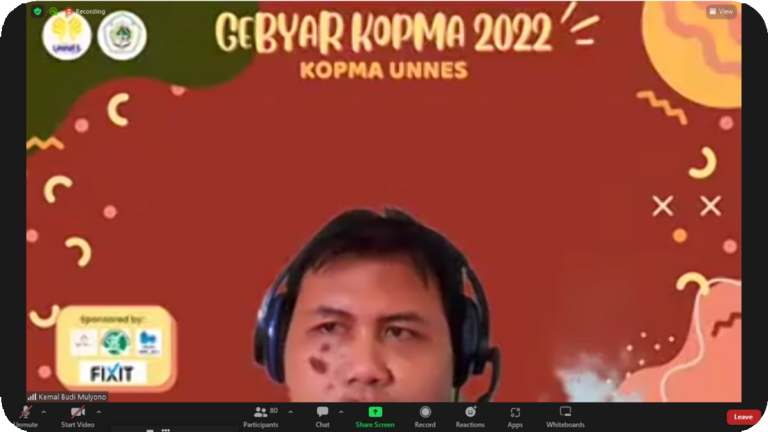 Recording
View
UNNES
GEBYAR KOPMA 2022
KOPMA UNNES
Sponsored by:
FIXIT
Kemal Budi Mulyono
Unmute
Start Video
80
Participants
Chat
Share Screen
Record
Reactions
Apps
Whiteboards
Leave